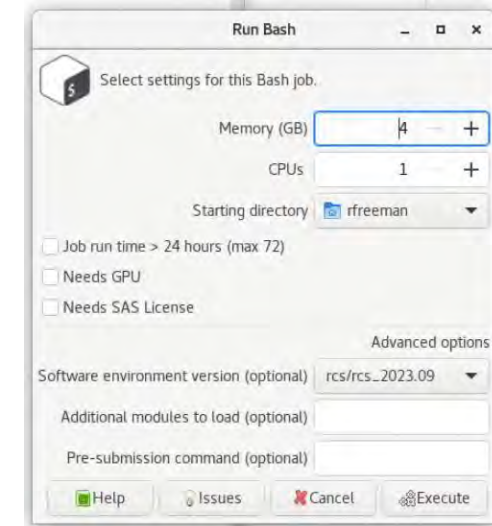 Run Bash
$
Select settings for this Bash job.
Memory (GB) 4 - +
CPUs 1 - +
Starting directory rfreeman
Job run time > 24 hours (max 72)
Needs GPU
Needs SAS License
Advanced options
Software environment version (optional) rcs/rcs_2023.09
Additional modules to load (optional)
Pre-submission command (optional)
Help Issues Cancel Execute